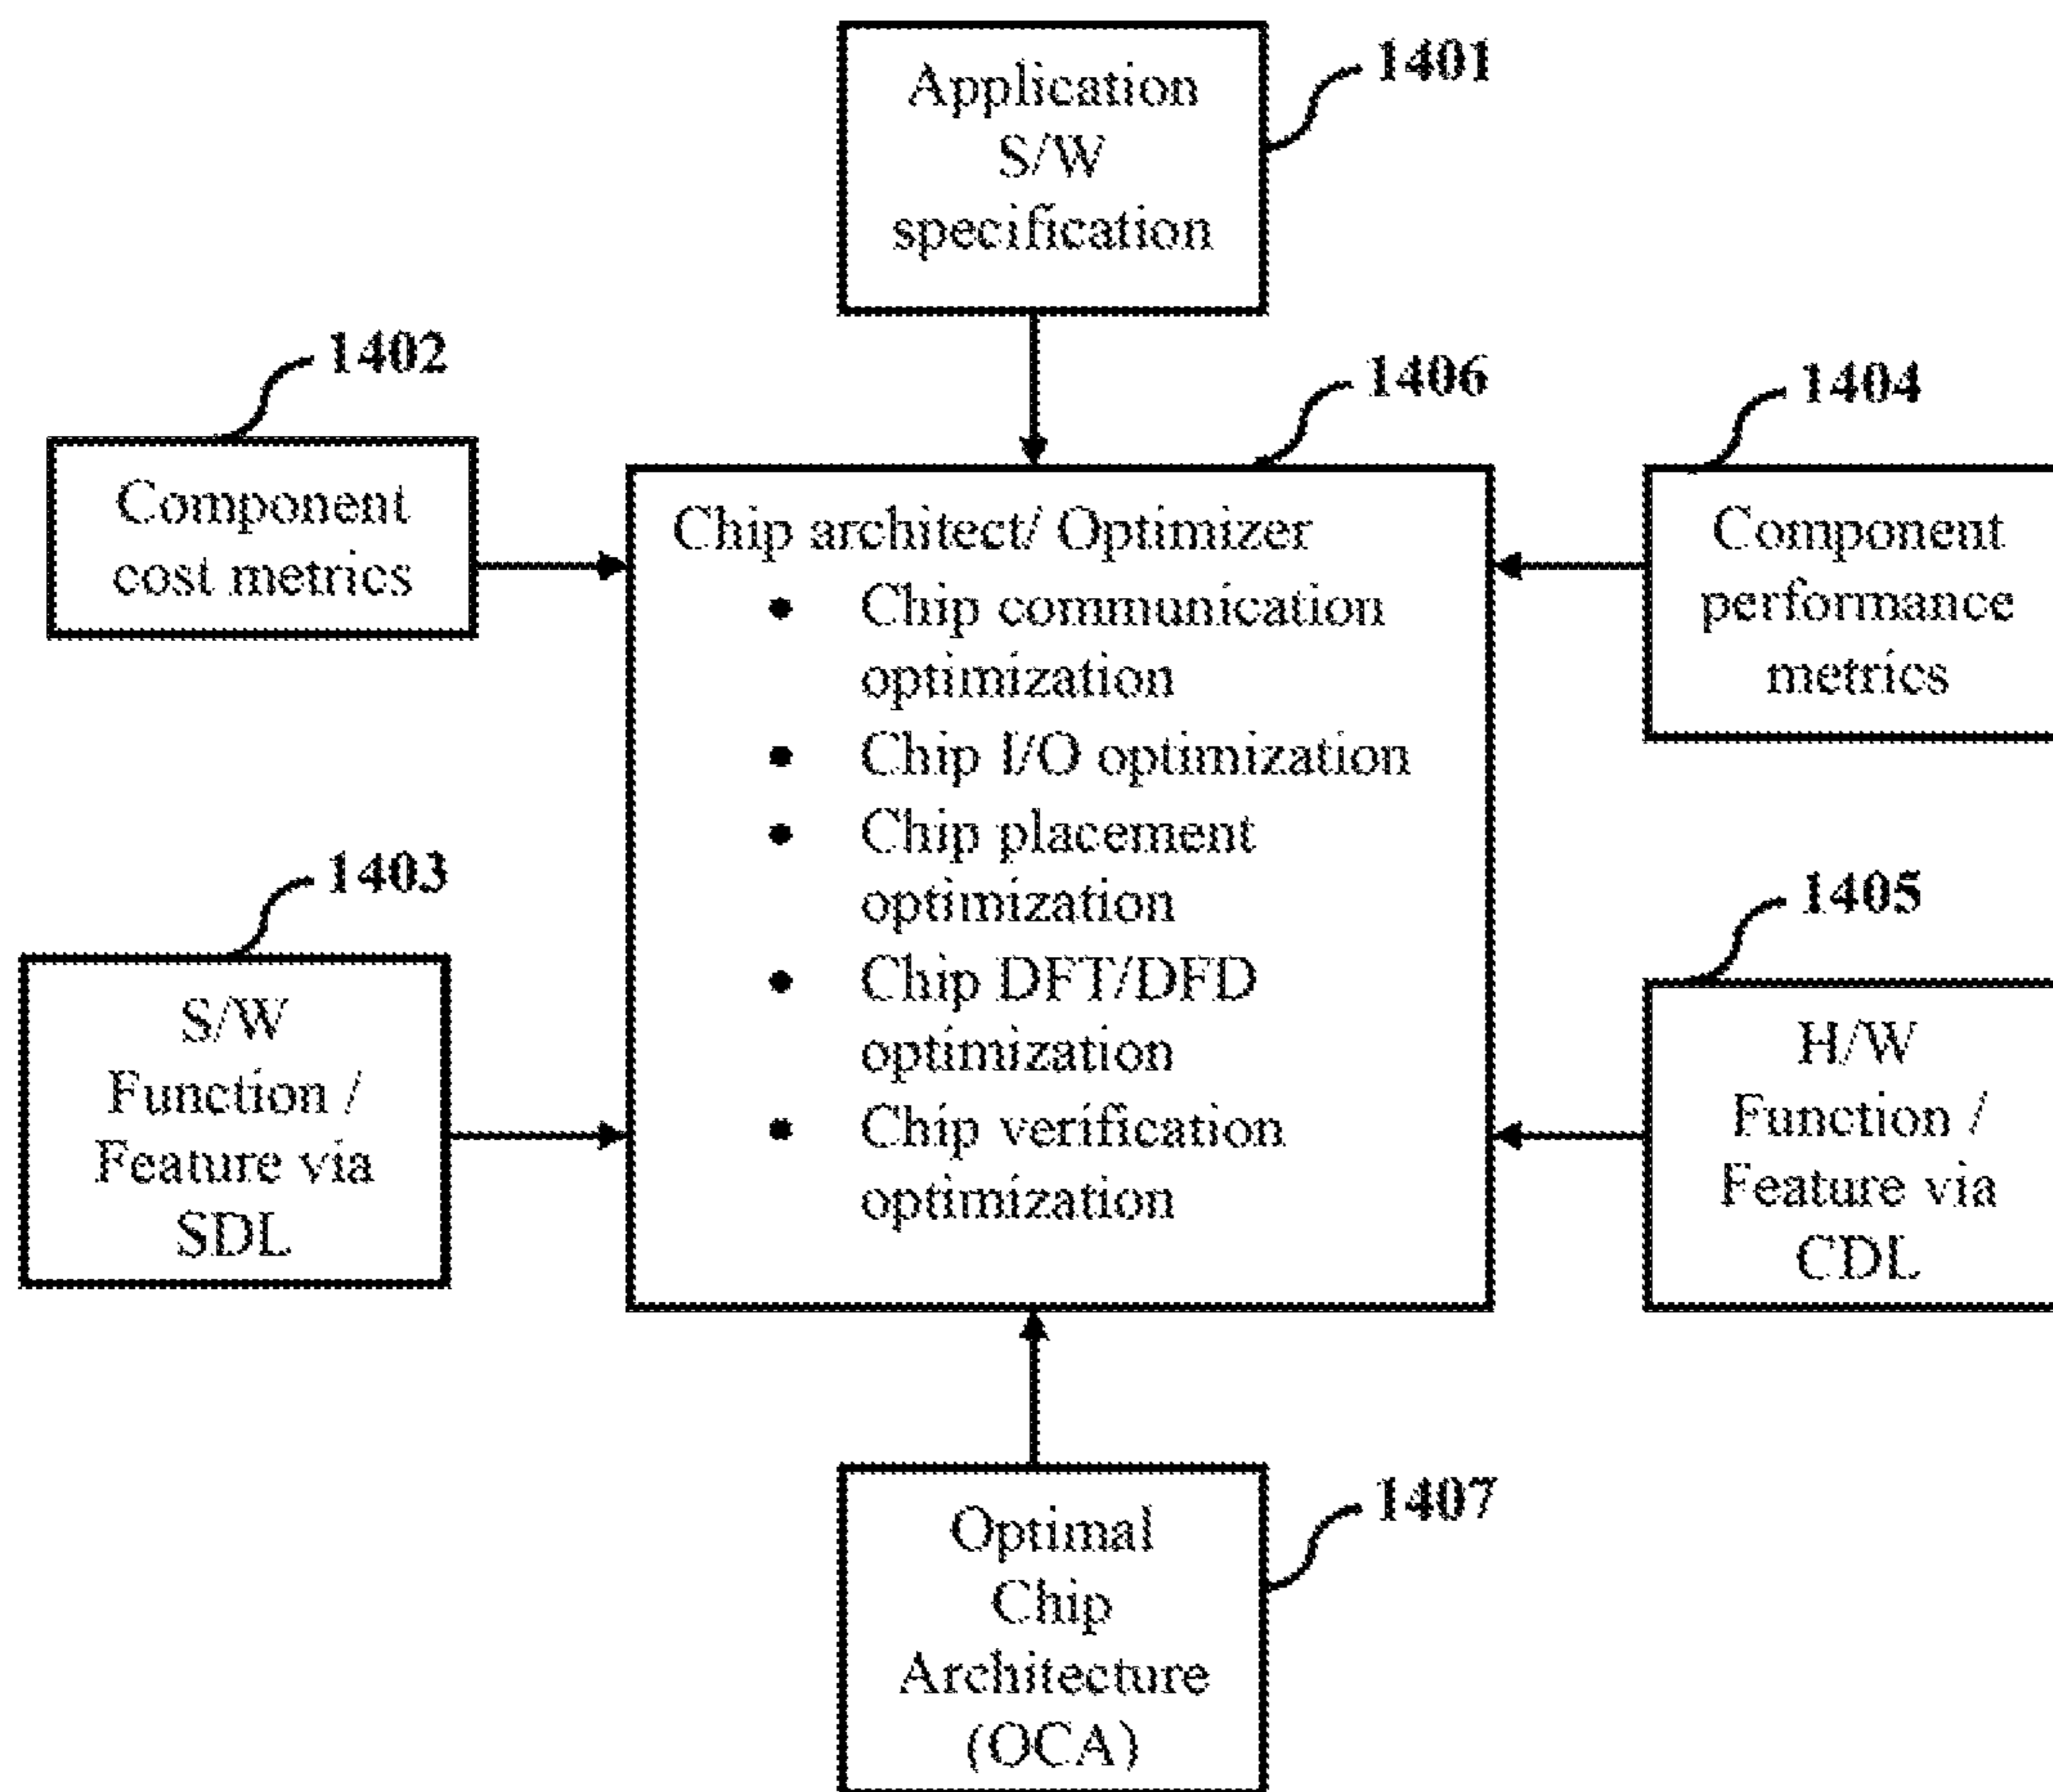 Application
S/W
specification
1401
1402
Component
cost metrics
1406
Chip architect/ Optimizer
• Chip communication
optimization
• Chip I/O optimization
• Chip placement
optimization
• Chip DFT/DFD
optimization
• Chip verification
optimization
1404
Component
performance
metrics
1403
S/W
Function /
Feature via
SDL
1405
H/W
Function /
Feature via
CDL
Optimal
Chip
Architecture
(OCA)
1407